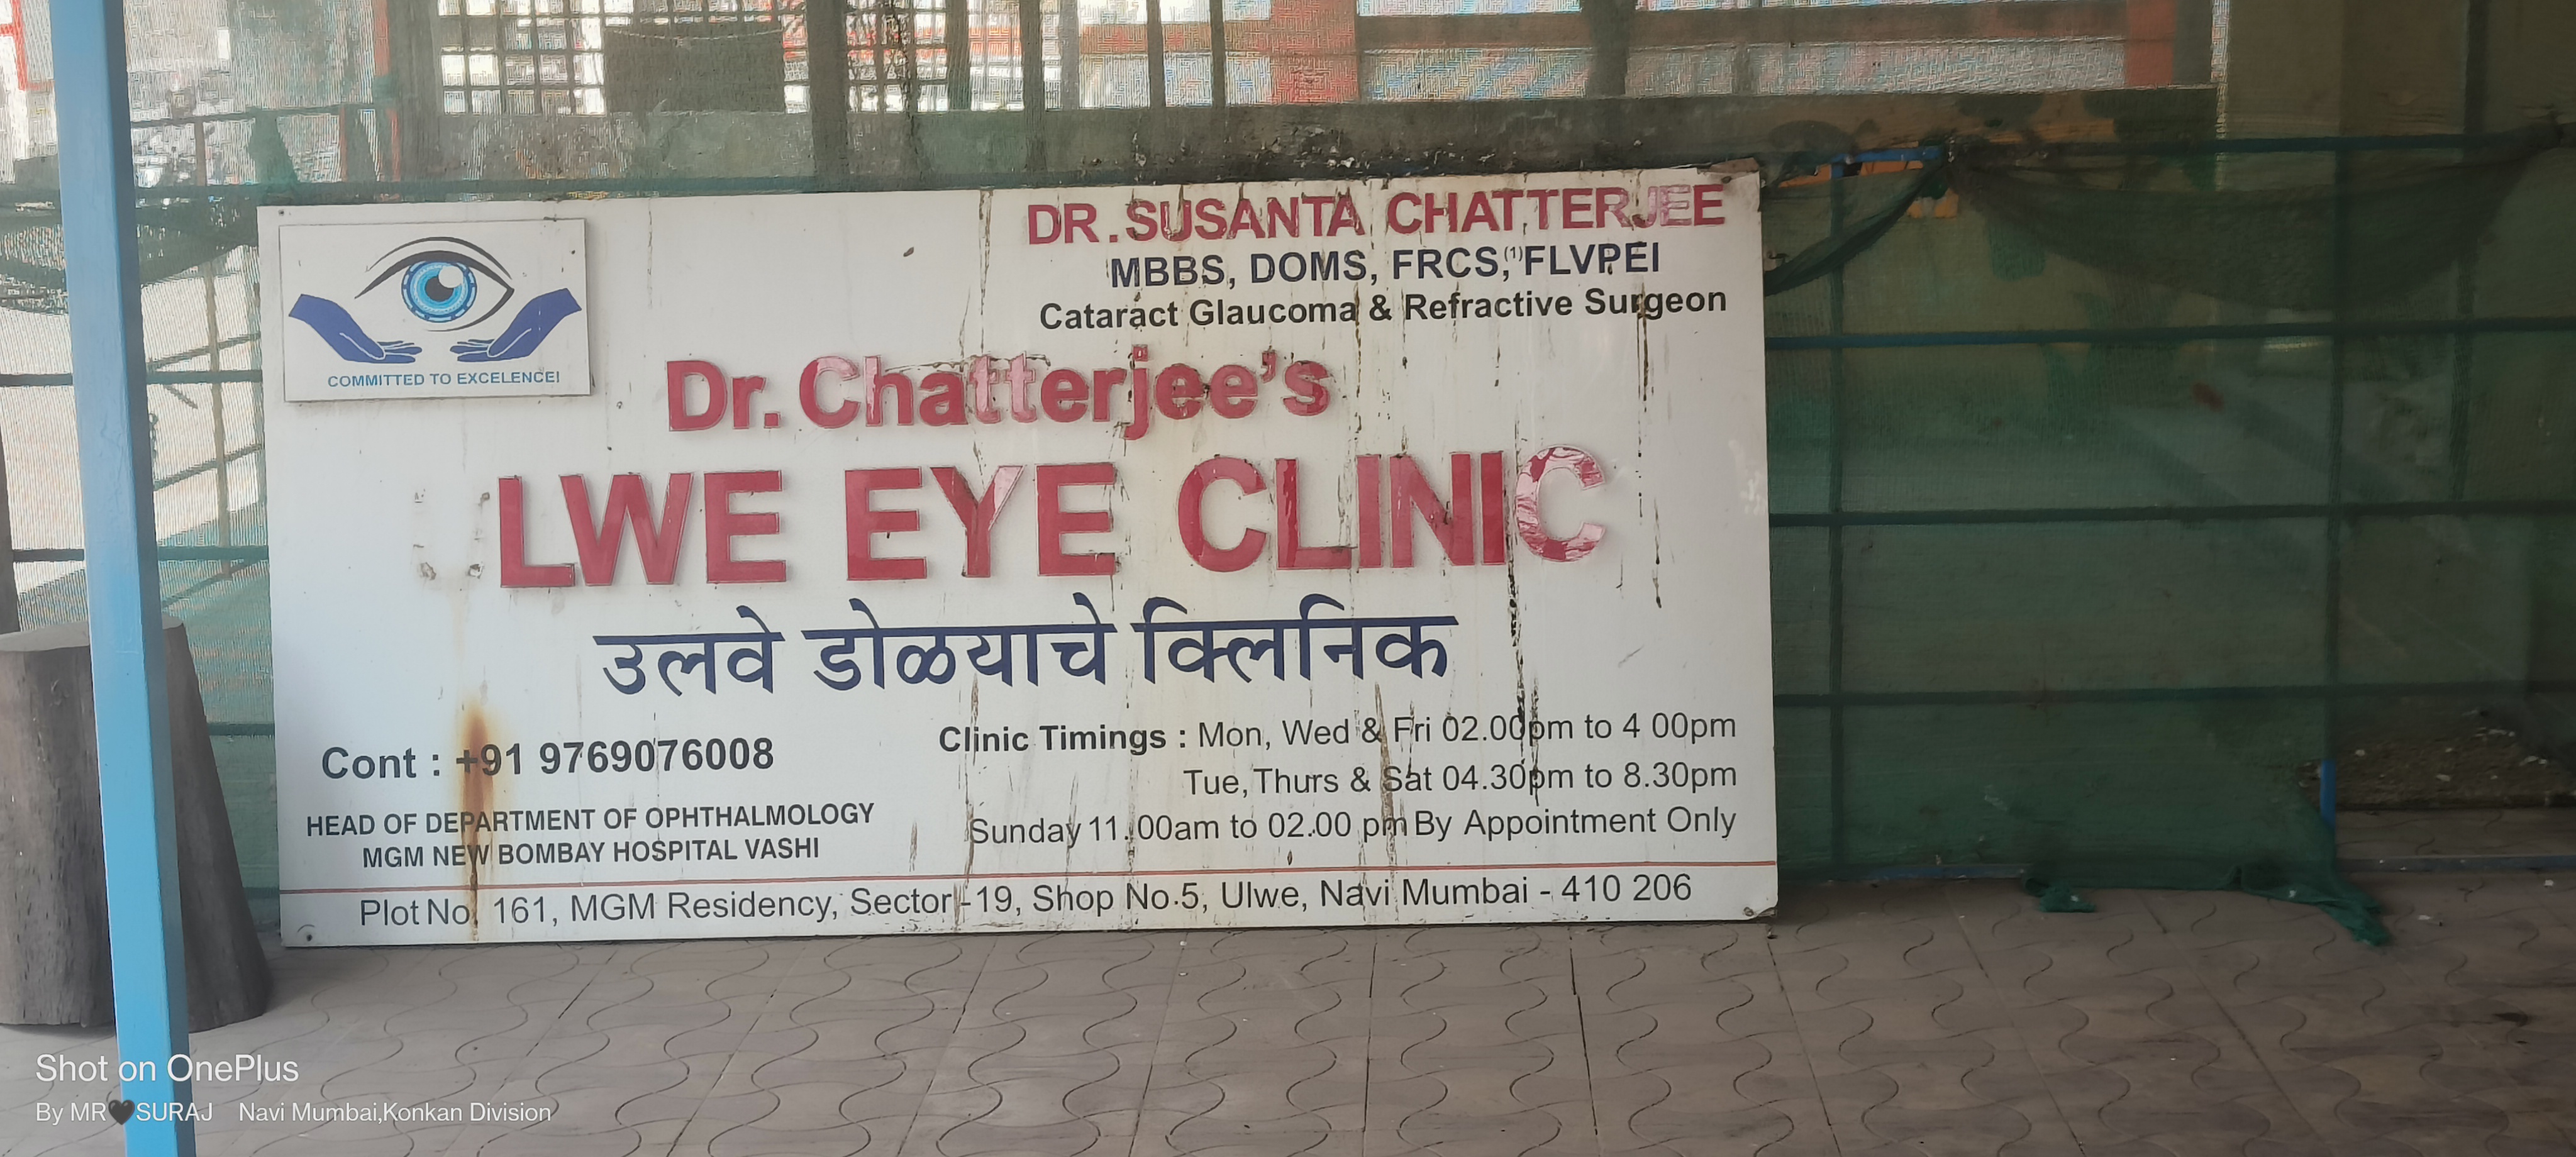 COMMITTED TO EXCELENCE!
DR. SUSANTA CHATTERJEE
MBBS, DOMS, FRCS,(1) FLVPEI
Cataract Glaucoma & Refractive Surgeon
Dr. Chatterjee's
LWE EYE CLINIC
उलवे डोळयाचे क्लिनिक
Cont : +91 9769076008
HEAD OF DEPARTMENT OF OPHTHALMOLOGY
MGM NEW BOMBAY HOSPITAL VASHI
Clinic Timings : Mon, Wed & Fri 02.00pm to 4 00pm
Tue, Thurs & Sat 04.30pm to 8.30pm
Sunday 11.00am to 02.00 pm By Appointment Only
Plot No. 161, MGM Residency, Sector - 19, Shop No.5, Ulwe, Navi Mumbai - 410 206
Shot on OnePlus
By MR🖤SURAJ Navi Mumbai,Konkan Division